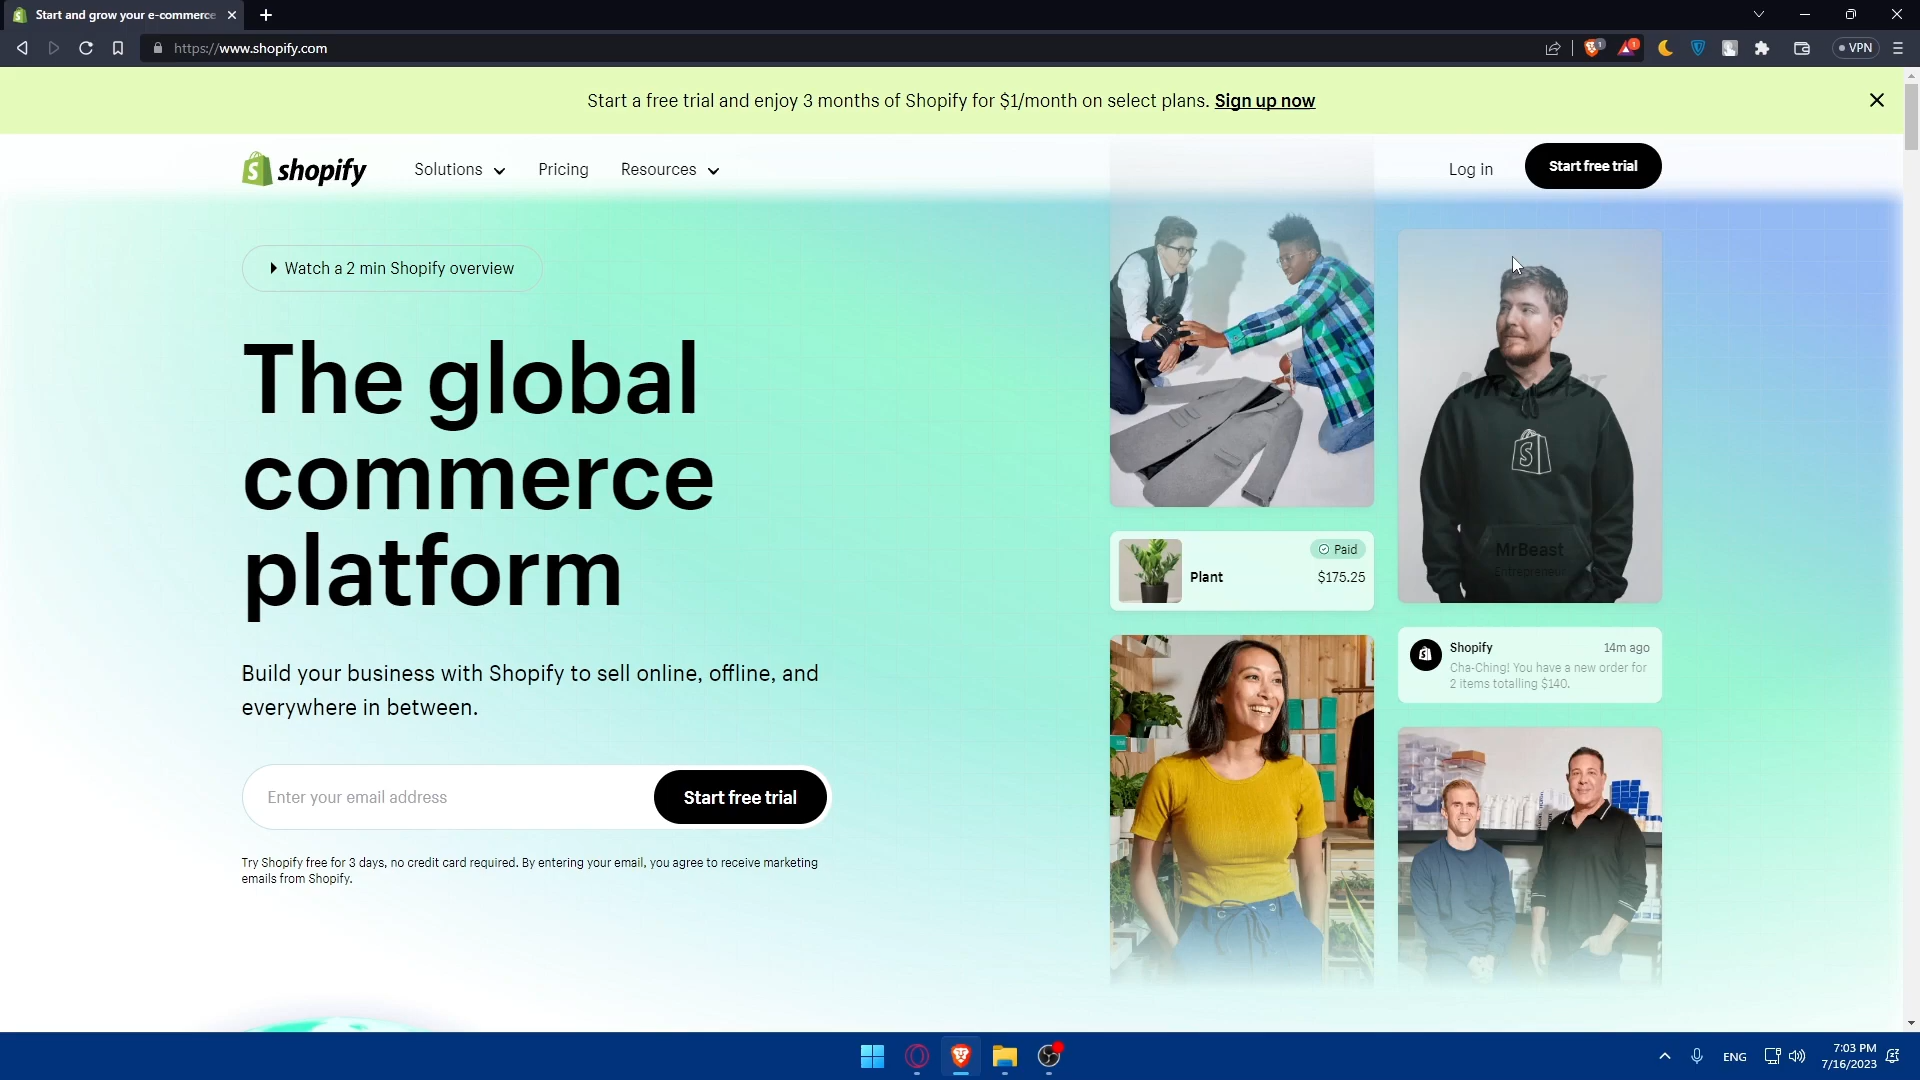 Start and grow your e-commerce
https://www.shopify.com
1
1
VPN
Start a free trial and enjoy 3 months of Shopify for $1/month on select plans. Sign up now
shopify
Solutions
Pricing
Resources
Log in
Start free trial
Watch a 2 min Shopify overview
The global
commerce
platform
Build your business with Shopify to sell online, offline, and
everywhere in between.
Enter your email address
Start free trial
Try Shopify free for 3 days, no credit card required. By entering your email, you agree to receive marketing
emails from Shopify.
Paid
Plant
$175.25
MR BEAST
MrBeast
Entrepreneur
Shopify
14m ago
Cha-Ching! You have a new order for
2 items totalling $140.
ENG
7:03 PM
7/16/2023